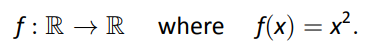 f : ℝ → ℝ where f(x) = x².